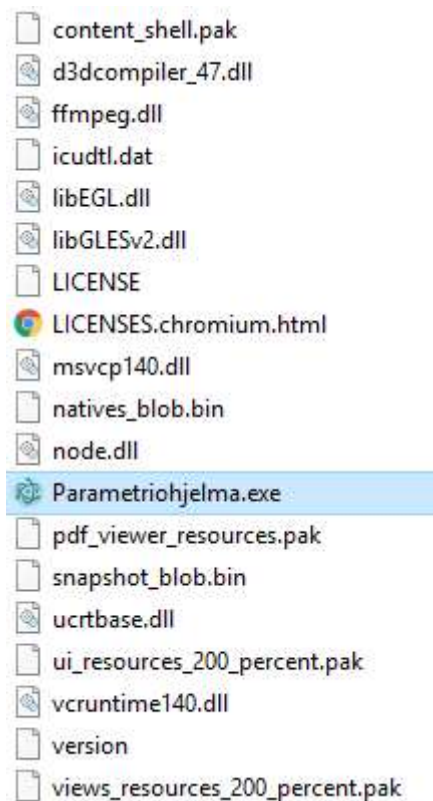 content_shell.pak
d3dcompiler_47.dll
ffmpeg.dll
icudtl.dat
libEGL.dll
libGLESv2.dll
LICENSE
LICENSES.chromium.html
msvcp140.dll
natives_blob.bin
node.dll
Parametriohjelma.exe
pdf_viewer_resources.pak
snapshot_blob.bin
ucrtbase.dll
ui_resources_200_percent.pak
vcruntime140.dll
version
views_resources_200_percent.pak